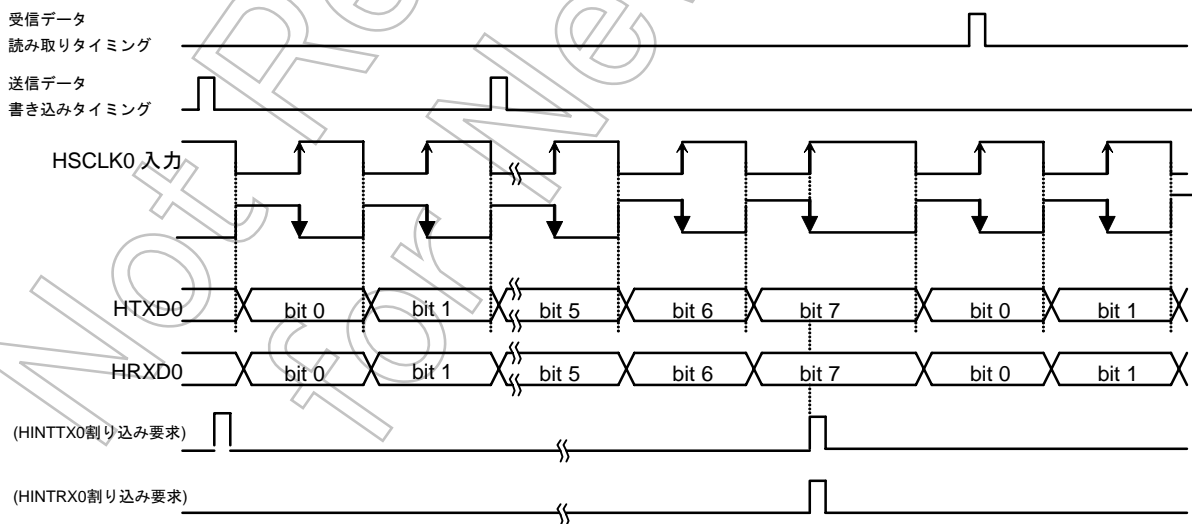 受信データ
読み取りタイミング
送信データ
書き込みタイミング
HSCLK0 入力
HTXD0 bit 0 bit 1 bit 5 bit 6 bit 7 bit 0 bit 1
HRXD0 bit 0 bit 1 bit 5 bit 6 bit 7 bit 0 bit 1
(HINTTX0割り込み要求)
(HINTRX0割り込み要求)
Not Re
for Ne